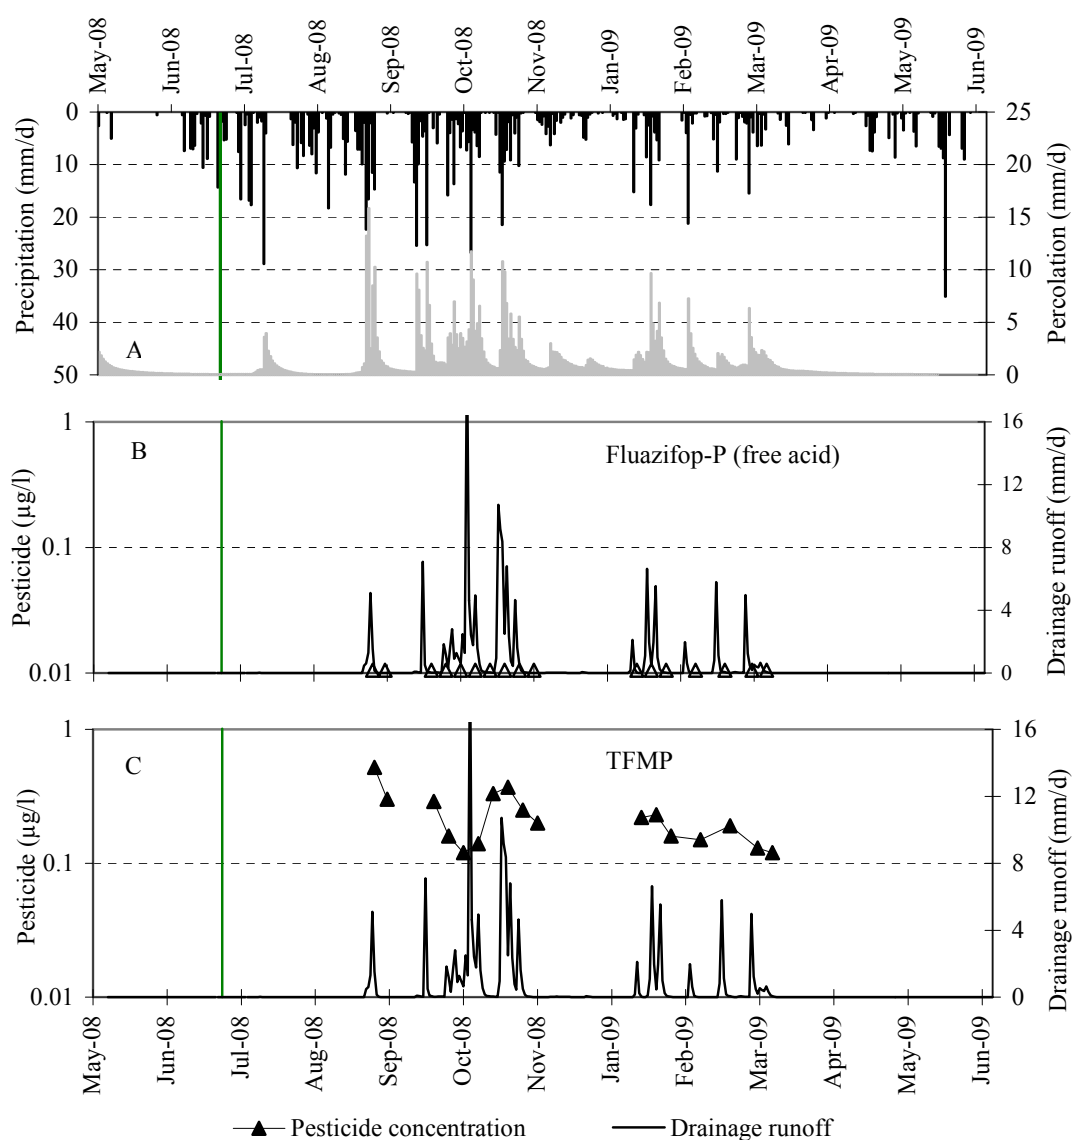 May-08 Jun-08 Jul-08 Aug-08 Sep-08 Oct-08 Nov-08 Jan-09 Feb-09 Mar-09 Apr-09 May-09 Jun-09
Precipitation (mm/d)
0
10
20
30
40
50
A
25
20
15
10
5
0
Percolation (mm/d)
Pesticide (µg/l)
1
0.1
0.01
B
Fluazifop-P (free acid)
16
12
8
4
0
Drainage runoff (mm/d)
Pesticide (µg/l)
1
0.1
0.01
C
TFMP
16
12
8
4
0
Drainage runoff (mm/d)
May-08 Jun-08 Jul-08 Aug-08 Sep-08 Oct-08 Nov-08 Jan-09 Feb-09 Mar-09 Apr-09 May-09 Jun-09
Pesticide concentration Drainage runoff